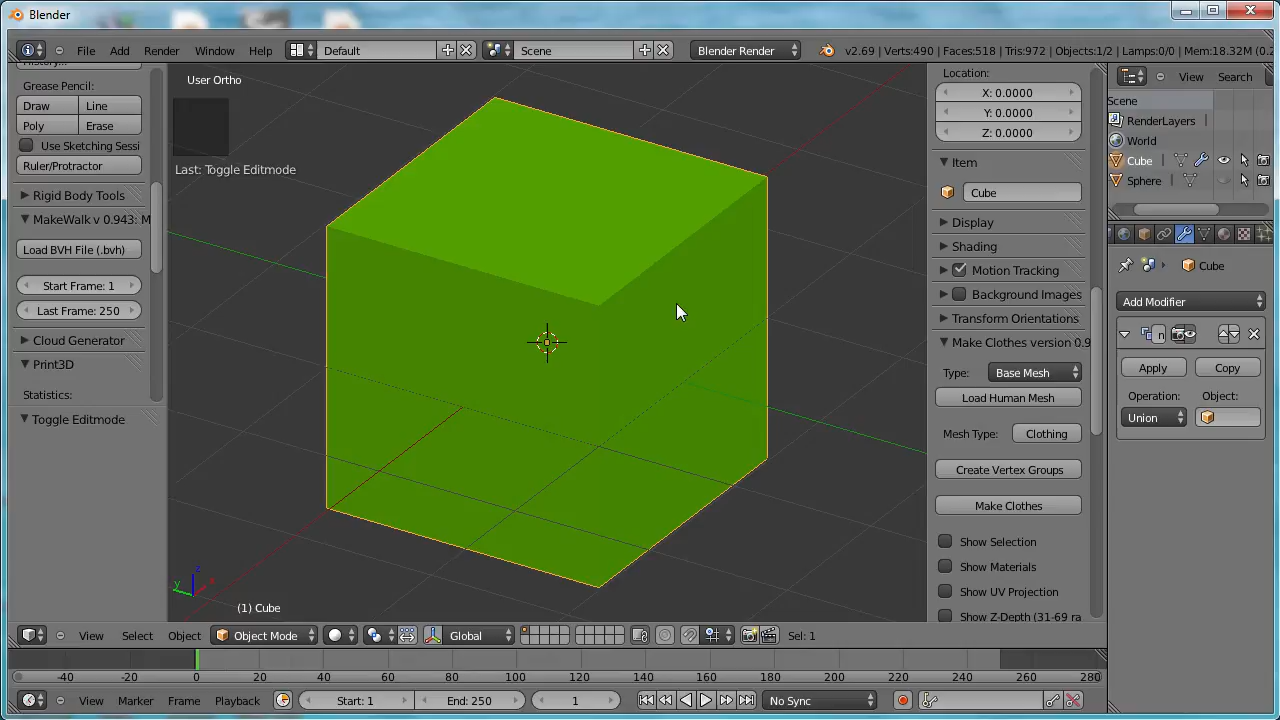 Blender
File Add Render Window Help Default Scene Blender Render v2.69 | Verts:490 | Faces:518 | Tris:972 | Objects:1/2 | Lamps:0/0 | Mem:18.32M (0.2
History...
Grease Pencil:
Draw Line
Poly Erase
Use Sketching Sessi
Ruler/Protractor
Rigid Body Tools
MakeWalk v 0.943: M
Load BVH File (.bvh)
Start Frame: 1
Last Frame: 250
Cloud Generator
Print3D
Statistics:
Toggle Editmode
User Ortho
Last: Toggle Editmode
z
y
x
(1) Cube
Location:
X: 0.0000
Y: 0.0000
Z: 0.0000
Item
Cube
Display
Shading
Motion Tracking
Background Images
Transform Orientations
Make Clothes version 0.9
Type: Base Mesh
Load Human Mesh
Mesh Type: Clothing
Create Vertex Groups
Make Clothes
Show Selection
Show Materials
Show UV Projection
Show Z-Depth (31-69 ra
View Search
Scene
RenderLayers
World
Cube
Sphere
Cube
Add Modifier
n
Apply Copy
Operation: Object:
Union
View Select Object Object Mode Global Sel: 1
-40 -20 0 20 40 60 80 100 120 140 160 180 200 220 240 260 280
View Marker Frame Playback Start: 1 End: 250 1 No Sync